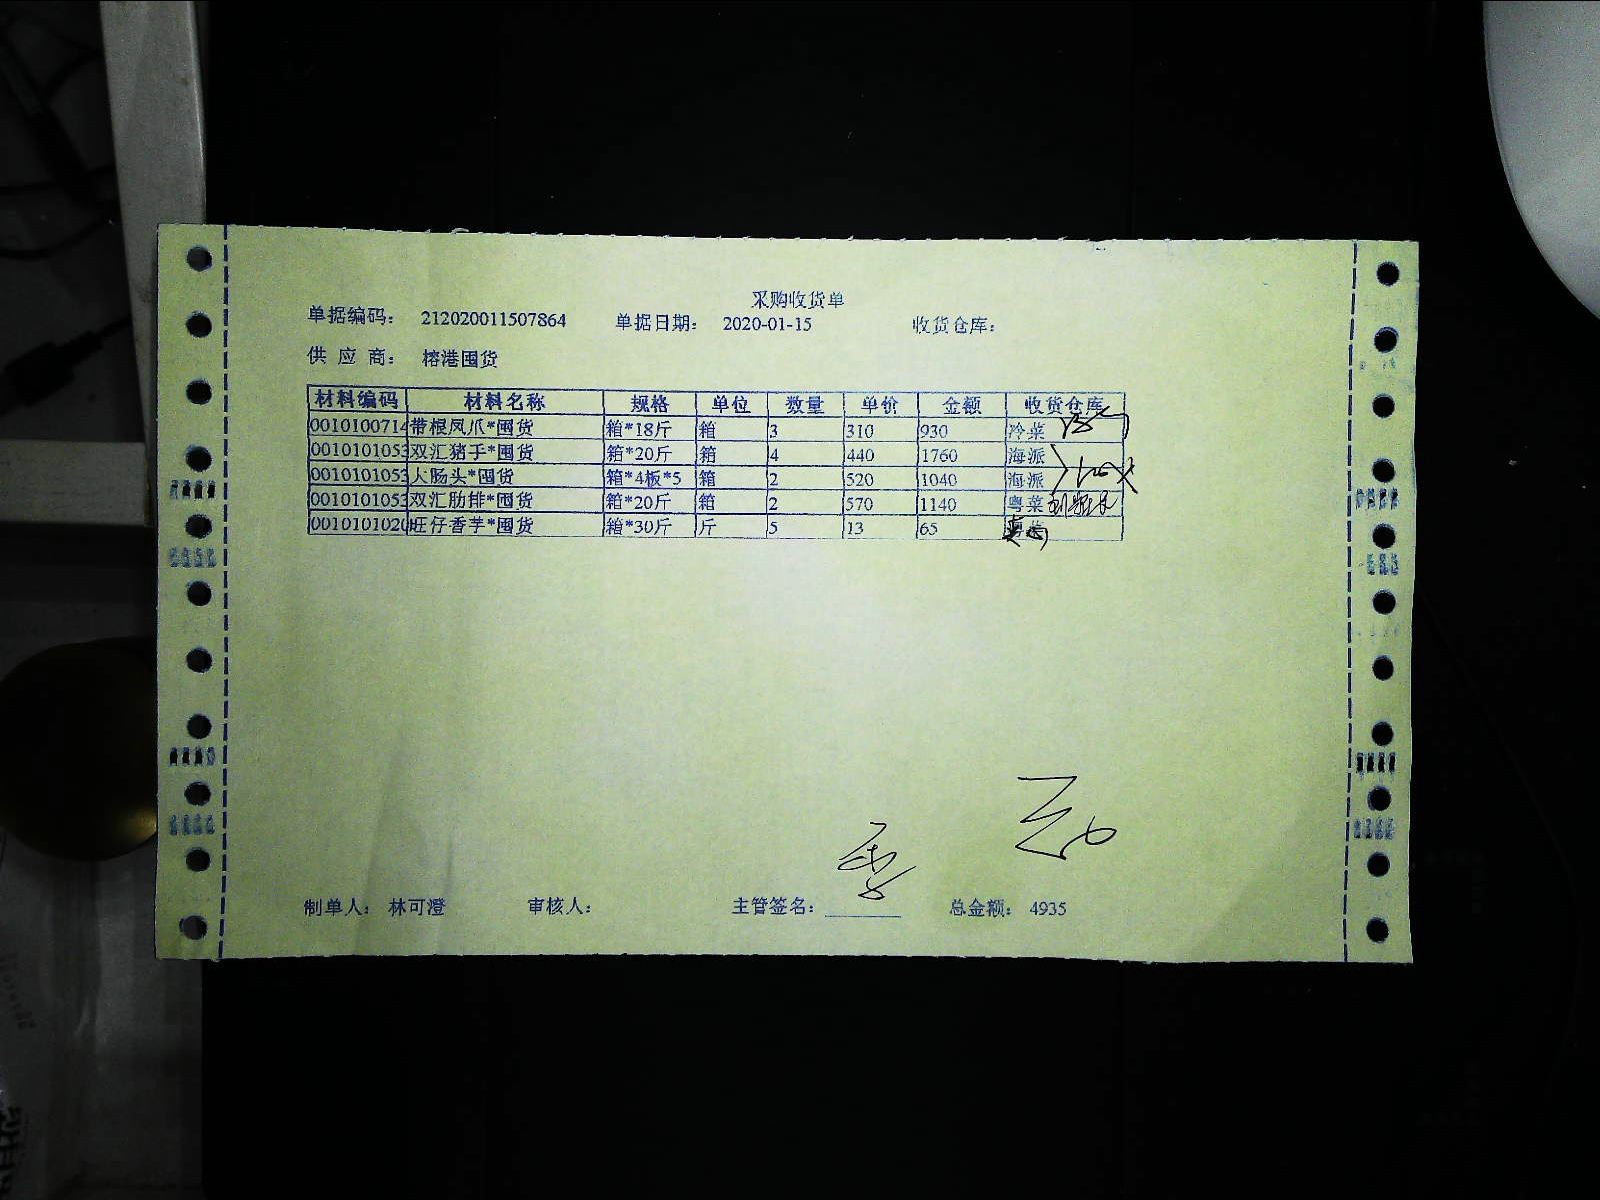 采购收货单
单据编码： 212020011507864 单据日期： 2020-01-15 收货仓库：
供应商： 榕港囤货
材料编码 材料名称 规格 单位 数量 单价 金额 收货仓库
0010100714 带根凤爪*囤货 箱*18斤 箱 3 310 930 冷菜
0010101053 双汇猪手*囤货 箱*20斤 箱 4 440 1760 海派
0010101053 大肠头*囤货 箱*4板*5 箱 2 520 1040 海派
0010101053 双汇肋排*囤货 箱*20斤 箱 2 570 1140 粤菜
0010101020 旺仔香芋*囤货 箱*30斤 斤 5 13 65
制单人： 林可澄 审核人： 主管签名： 总金额： 4935